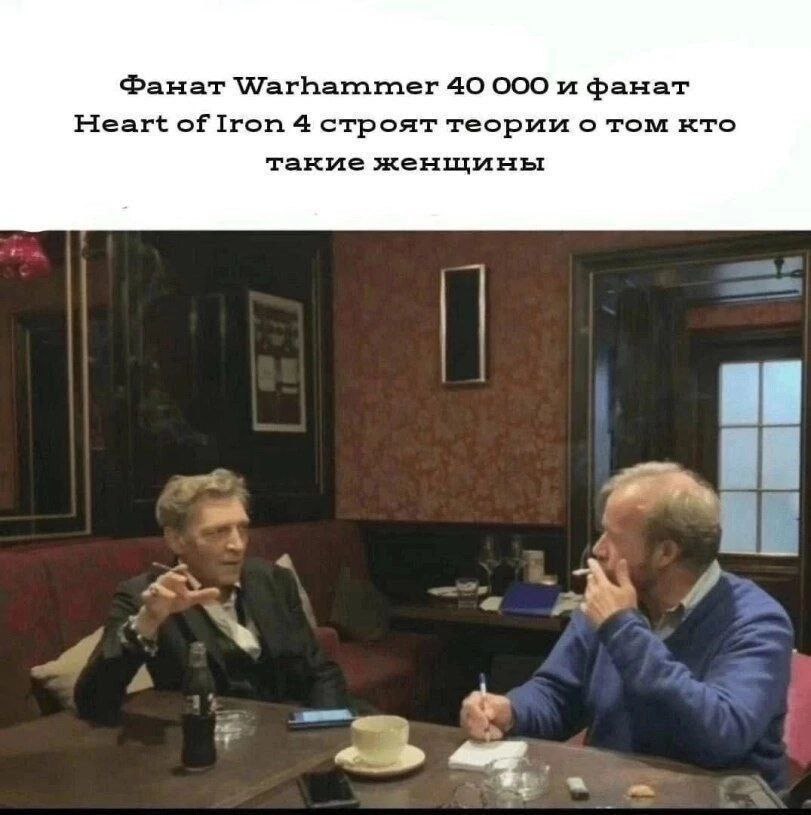 Фанат Warhammer 40 000 и фанат
Heart of Iron 4 строят теории о том кто
такие женщины